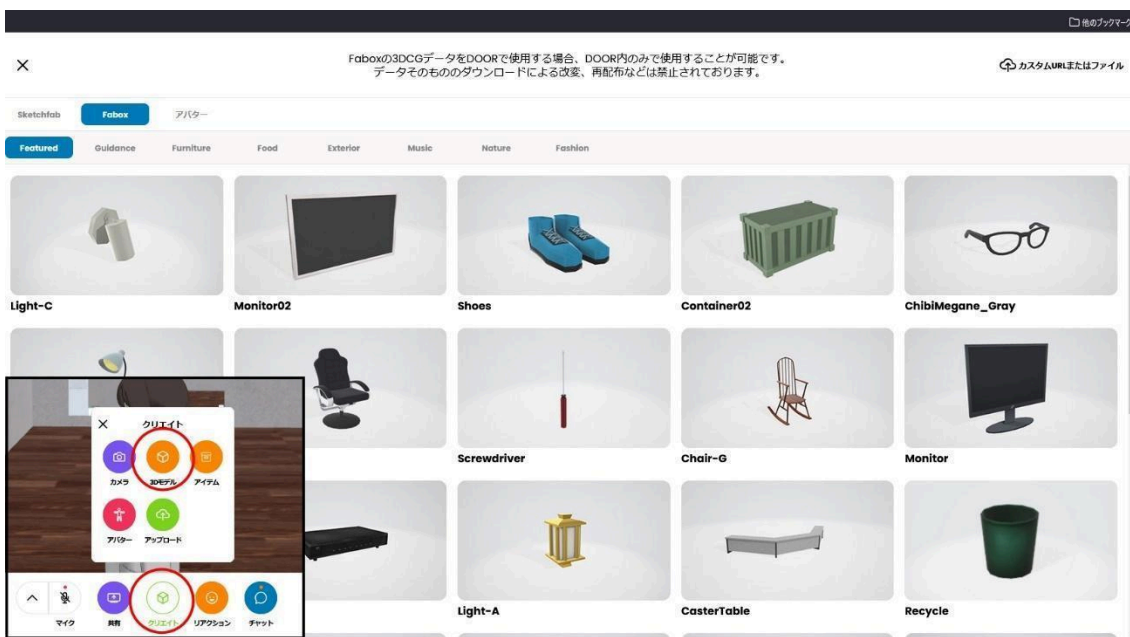 他のブックマーク
Faboxの3DCGデータをDOORで使用する場合、DOOR内のみで使用することが可能です。
データそのもののダウンロードによる改変、再配布などは禁止されております。
カスタムURLまたはファイル
Sketchfab
Fabox
アバター
Featured
Guidance
Furniture
Food
Exterior
Music
Nature
Fashion
Light-C
Monitor02
Shoes
Container02
ChibiMegane_Gray
Screwdriver
Chair-G
Monitor
Light-A
CasterTable
Recycle
クリエイト
カメラ
3Dモデル
アイテム
アバター
アップロード
マイク
共有
クリエイト
リアクション
チャット